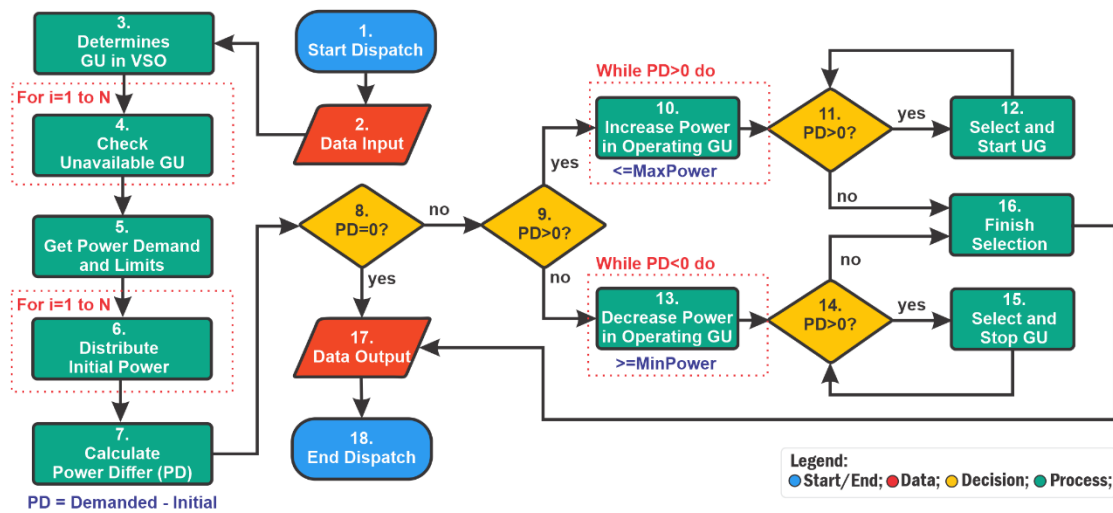 1.
Start Dispatch
2.
Data Input
3.
Determines
GU in VSO
For i=1 to N
4.
Check
Unavailable GU
5.
Get Power Demand
and Limits
For i=1 to N
6.
Distribute
Initial Power
7.
Calculate
Power Differ (PD)
PD = Demanded - Initial
8.
PD=0?
no
yes
9.
PD>0?
yes
no
While PD>0 do
10.
Increase Power
in Operating GU
<=MaxPower
11.
PD>0?
yes
no
12.
Select and
Start UG
While PD<0 do
13.
Decrease Power
in Operating GU
>=MinPower
14.
PD>0?
yes
no
15.
Select and
Stop GU
16.
Finish
Selection
17.
Data Output
18.
End Dispatch
Legend:
Start/End; Data; Decision; Process;